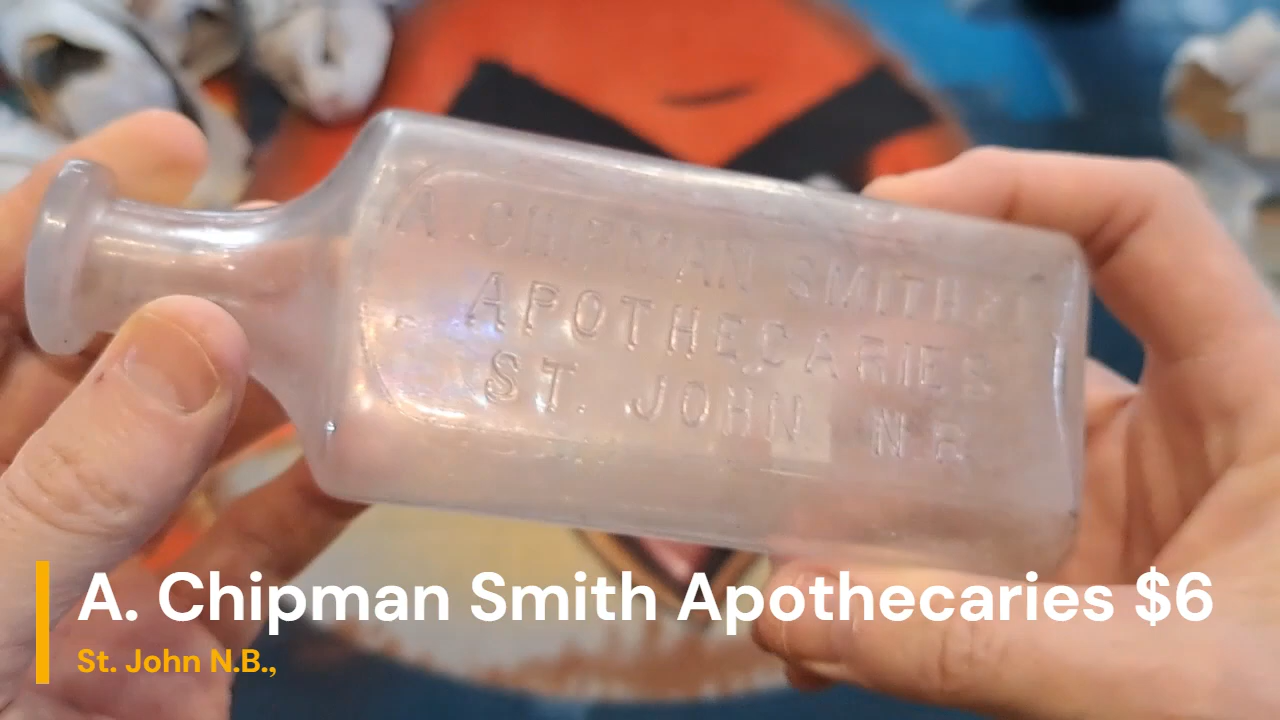 A CHIPMAN SMITH
APOTHECARIES
ST. JOHN N B
A. Chipman Smith Apothecaries $6
St. John N.B.,